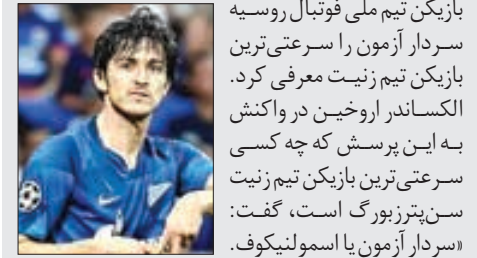 بازیکن تیم ملی فوتبال روسیه
سردار آزمون را سرعتی‌ترین
بازیکن تیم زنیت معرفی کرد.
الکساندر اروخین در واکنش
به این پرسش که چه کسی
سرعتی‌ترین بازیکن تیم زنیت
سن‌پترزبورگ است، گفت:
«سردار آزمون یا اسمولنیکوف.